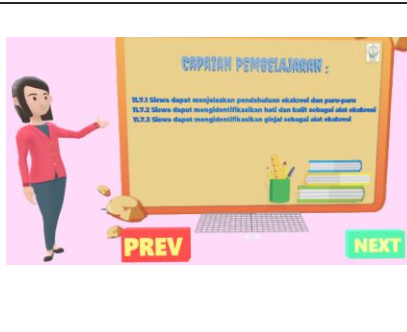 CAPAIAN PEMBELAJARAN :
11.7.1 Siswa dapat menjelaskan pendahuluan ekskresi dan paru-paru
11.7.2 Siswa dapat mengidentifikasikan hati dan kulit sebagai alat ekskresi
11.7.3 Siswa dapat mengidentifikasikan ginjal sebagai alat ekskresi
PREV
NEXT